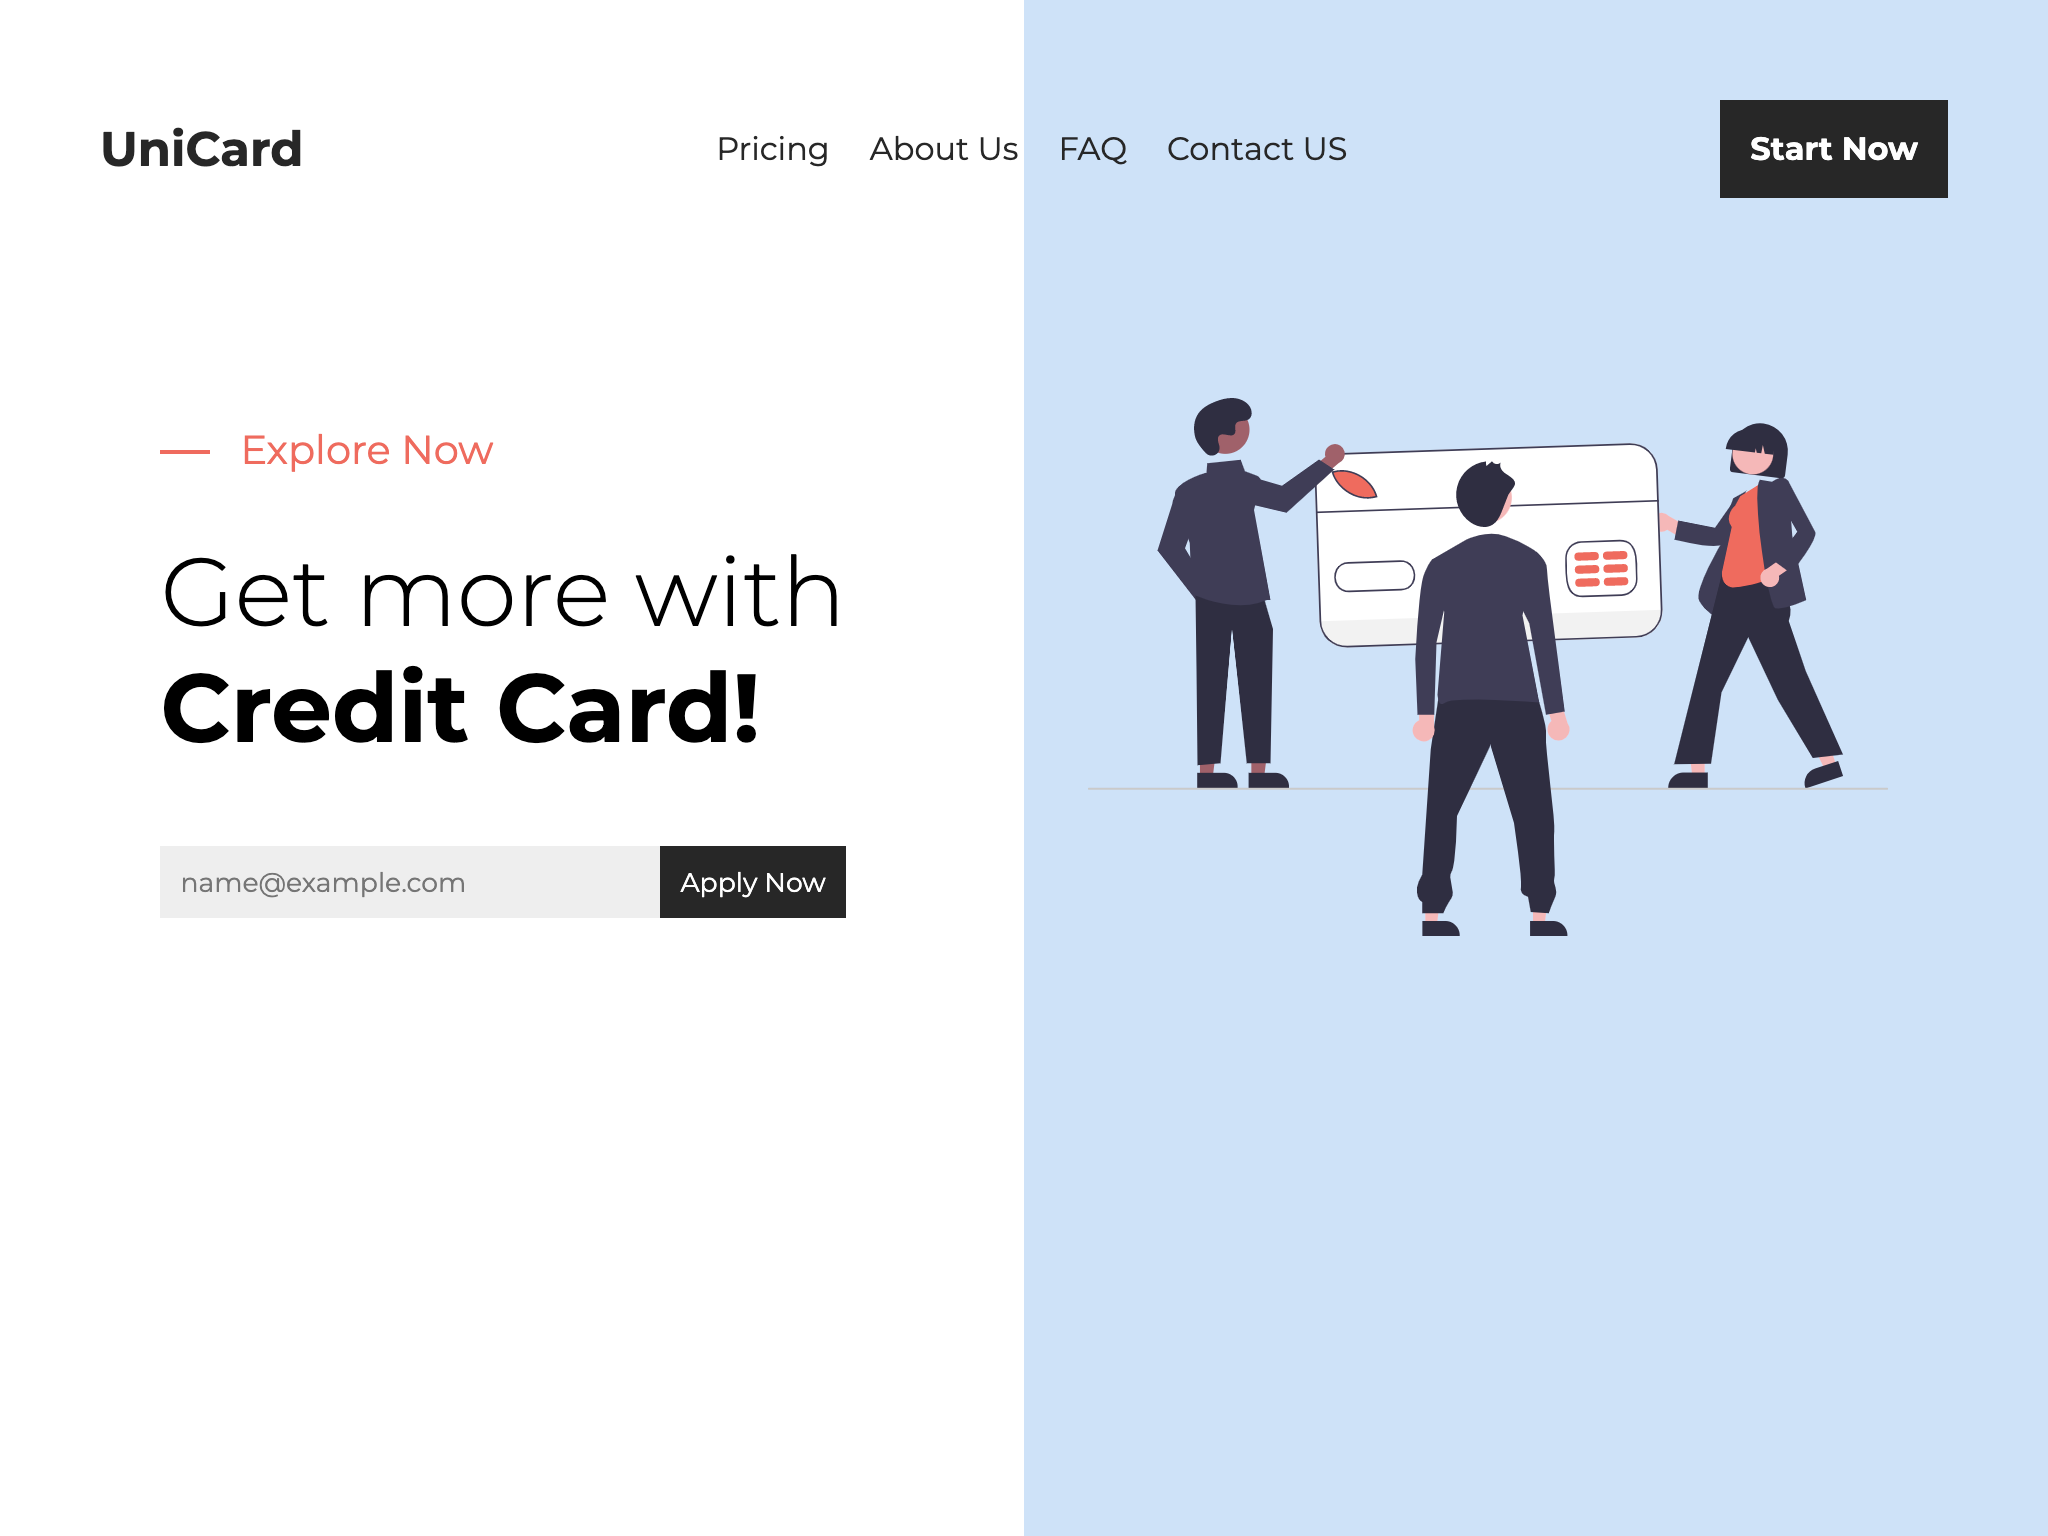 UniCard
Pricing About Us FAQ Contact US
Start Now
Explore Now
Get more with
Credit Card!
name@example.com
Apply Now